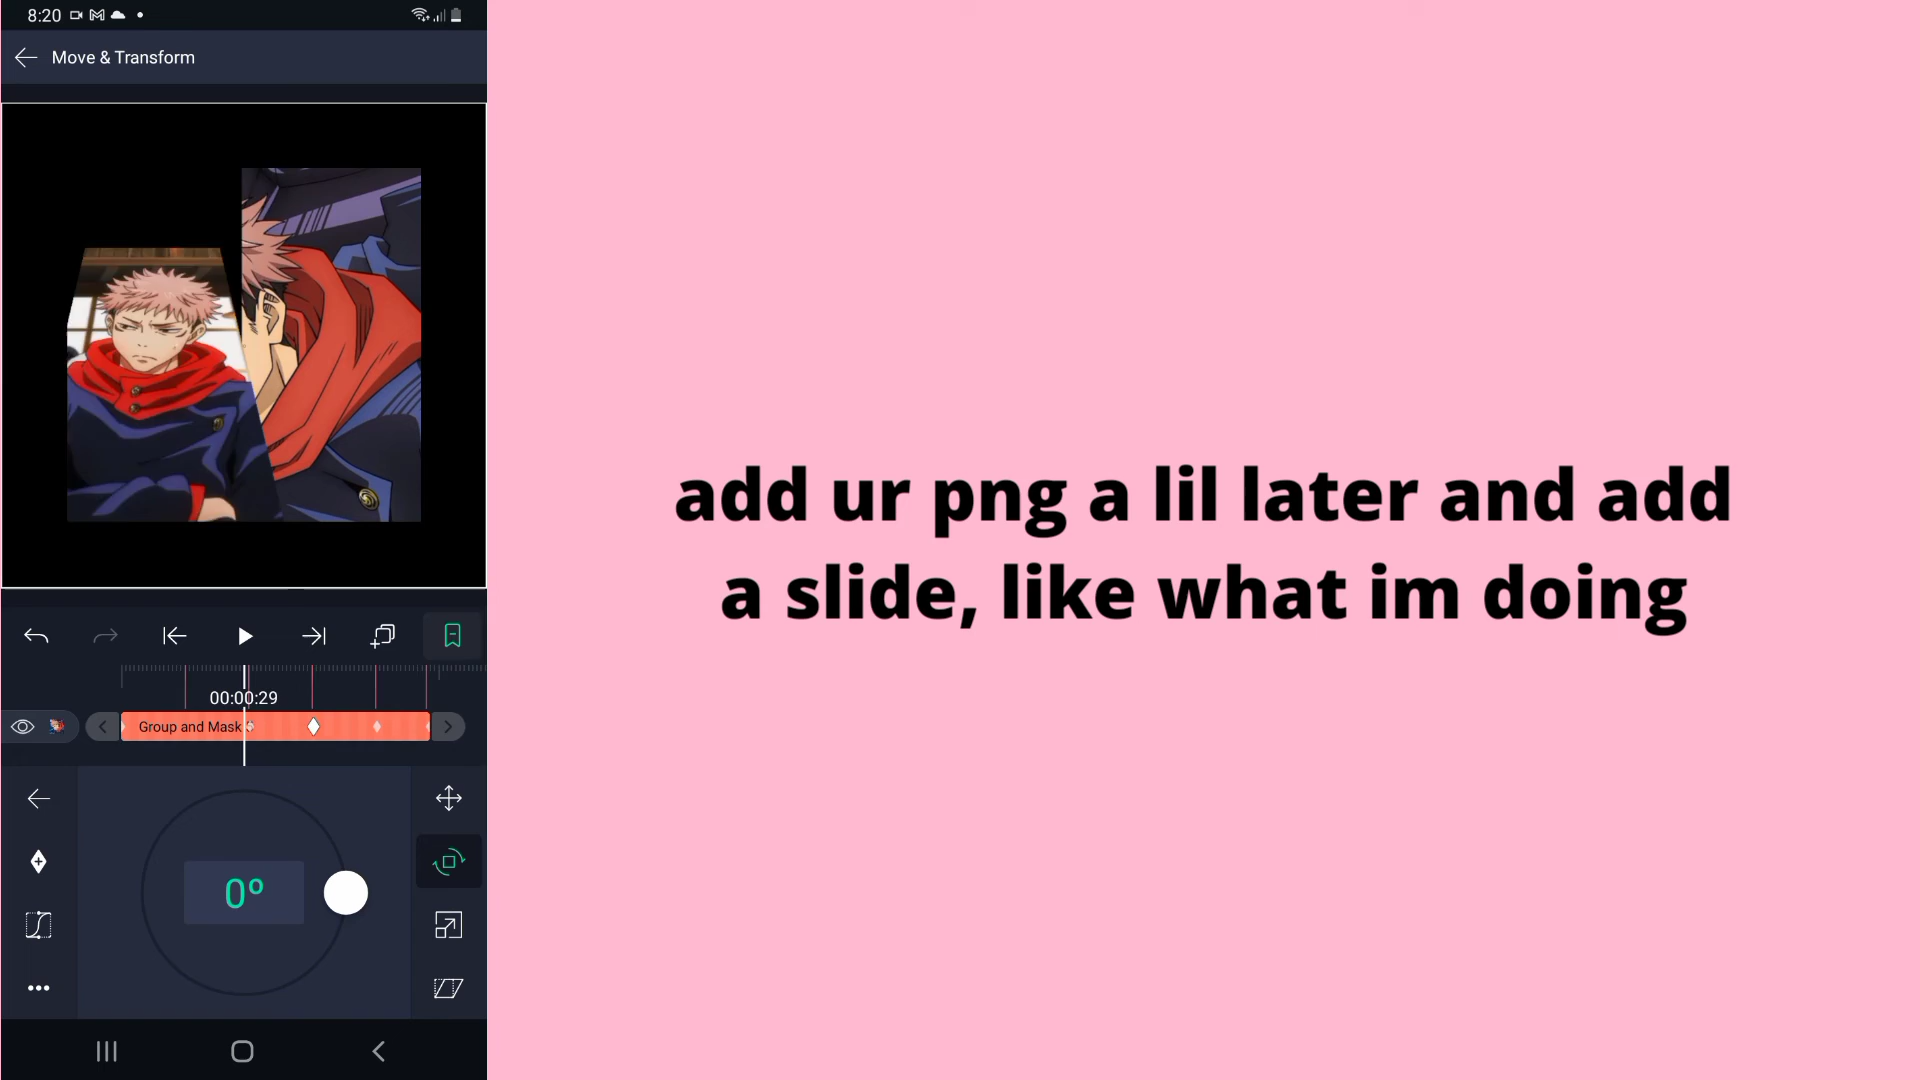 8:20
Move & Transform
add ur png a lil later and add
a slide, like what im doing
00:00:29
Group and Mask
0º